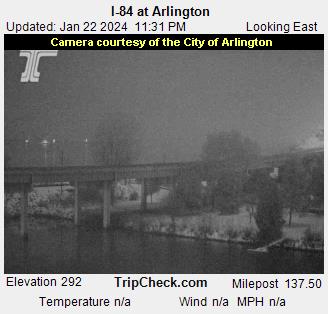 I-84 at Arlington
Updated: Jan 22 2024 11:31 PM Looking East
Camera courtesy of the City of Arlington
Elevation 292 TripCheck.com Milepost 137.50
Temperature n/a Wind n/a MPH n/a